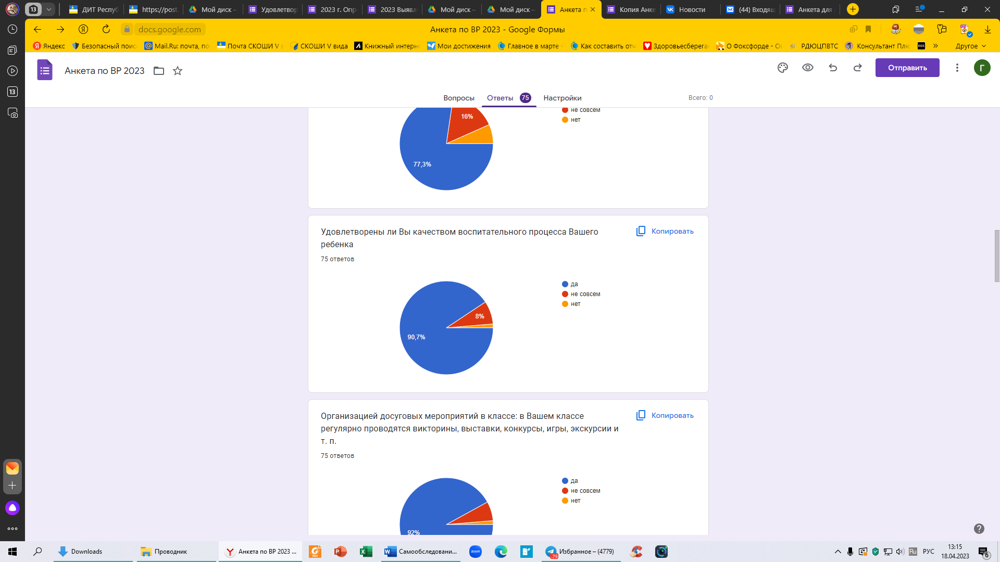 13
ДИТ Респуб
https://post.
Мой диск –
Удовлетвор
2023 г. Опр
2023 Выявл
Мой диск –
Мой диск –
Анкета п
Копия Анке
Новости
(44) Входящ
Анкета для
docs.google.com
Анкета по ВР 2023 - Google Формы
Яндекс
Безопасный поис
Mail.Ru: почта, по
Почта СКОШИ V в
СКОШИ V вида
Книжный интерн
Мои достижения
Главное в марте -
Как составить отч
Здоровьесберега
О Фоксфорде - Он
РДЮЦПВТС
Консультант Плю
»
Другое
13
Анкета по ВР 2023
Отправить
Г
Вопросы
Ответы 75
Настройки
Всего: 0
16%
77,3%
не совсем
нет
Удовлетворены ли Вы качеством воспитательного процесса Вашего
ребенка
Копировать
75 ответов
8%
90,7%
да
не совсем
нет
Организацией досуговых мероприятий в классе: в Вашем классе
регулярно проводятся викторины, выставки, конкурсы, игры, экскурсии и
т. п.
Копировать
75 ответов
92%
да
не совсем
нет
Downloads
Проводник
Анкета по ВР 2023 ...
Самообследовани...
zoom
Избранное – (4779)
Ru
РУС
13:15
18.04.2023
6